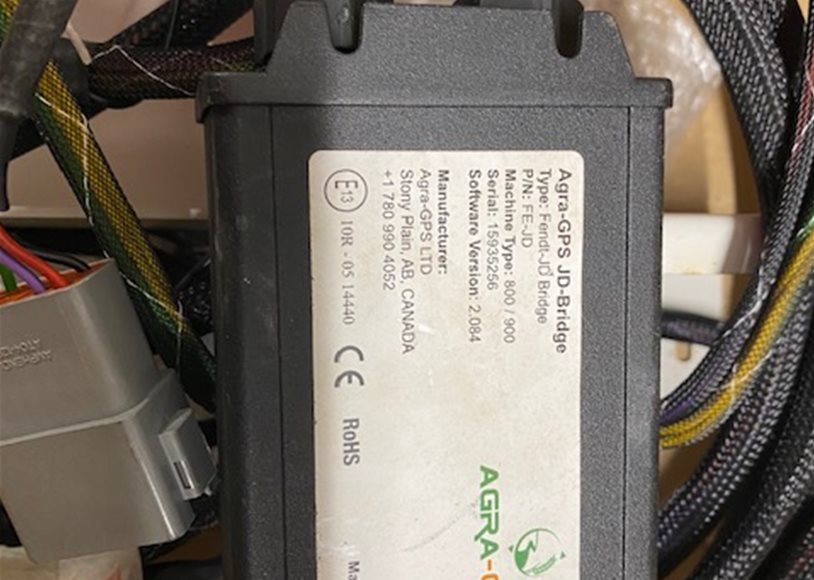 Agra-GPS JD-Bridge
Type: Fendt-JD Bridge
P/N: FE-JD
Machine Type: 800 / 900
Serial: 15935256
Software Version: 2.084
Manufacturer:
Agra-GPS LTD
Stony Plain, AB, CANADA
+1 780 990 4052
E13 10R - 05 14440 CE RoHS
AGRA-